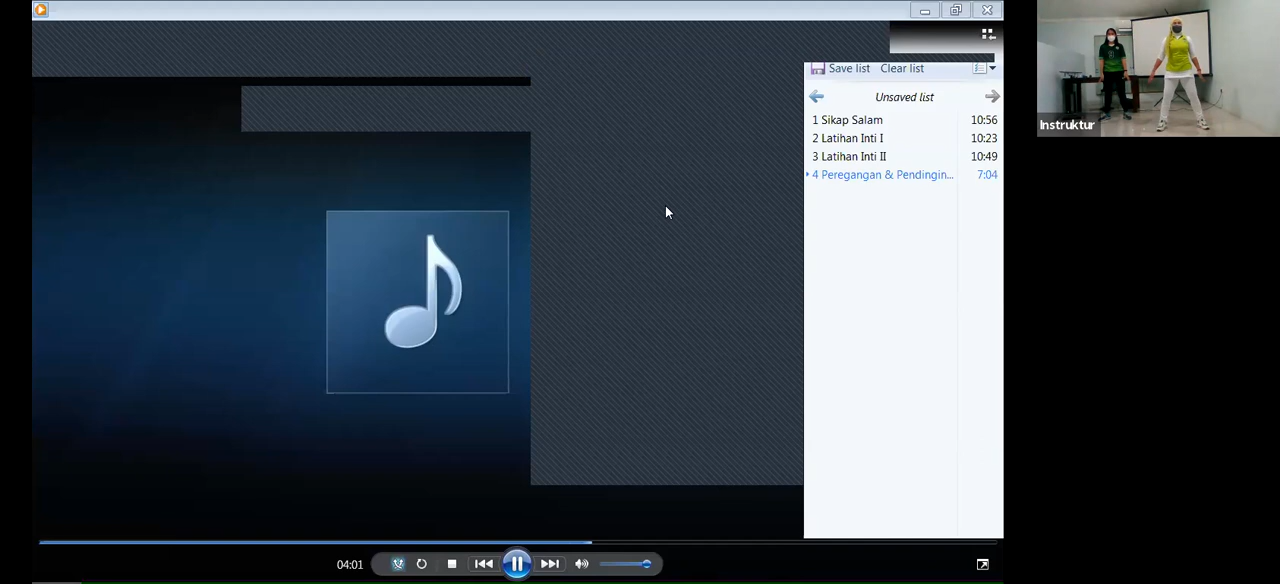 Save list Clear list
Unsaved list
1 Sikap Salam 10:56
2 Latihan Inti I 10:23
3 Latihan Inti II 10:49
4 Peregangan & Pendingin... 7:04
Instruktur
04:01